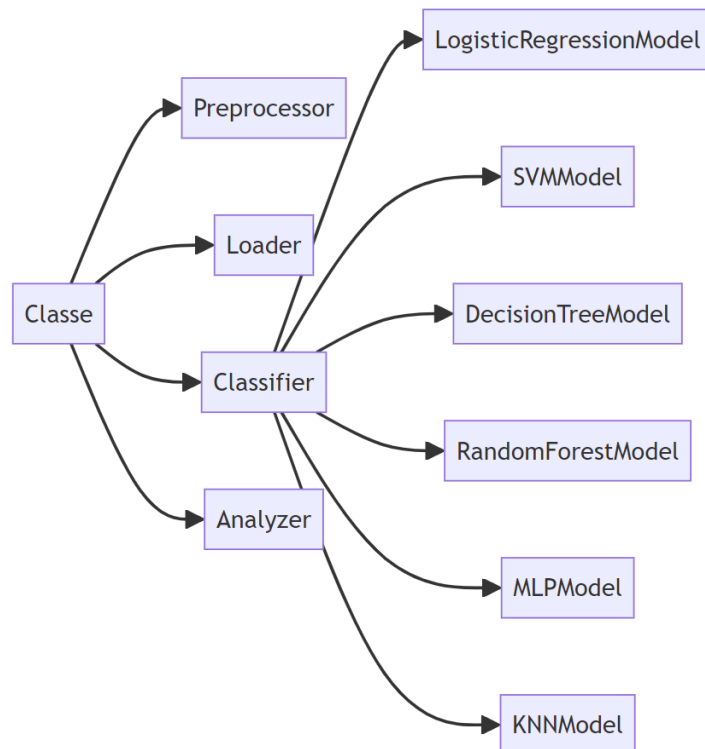 LogisticRegressionModel
Preprocessor
SVMModel
Loader
Classe
DecisionTreeModel
Classifier
RandomForestModel
Analyzer
MLPModel
KNNModel